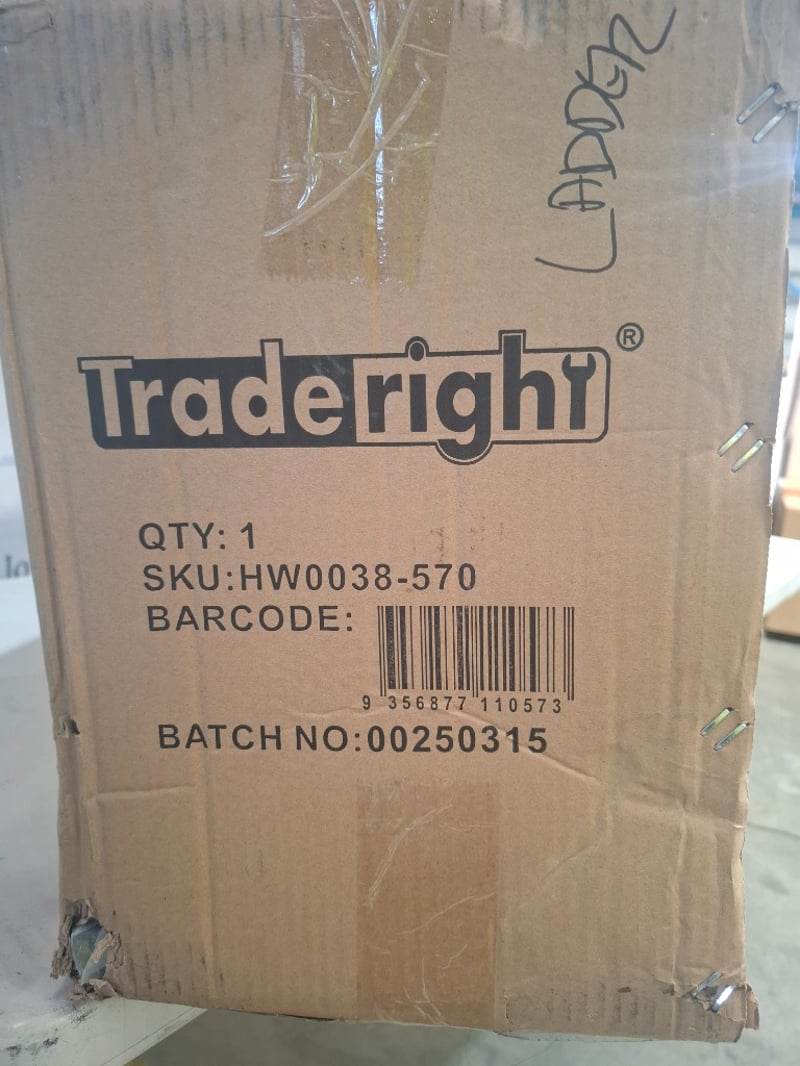 LADDER
Traderight®
QTY: 1
SKU:HW0038-570
BARCODE:
9 356877 110573
BATCH NO:00250315